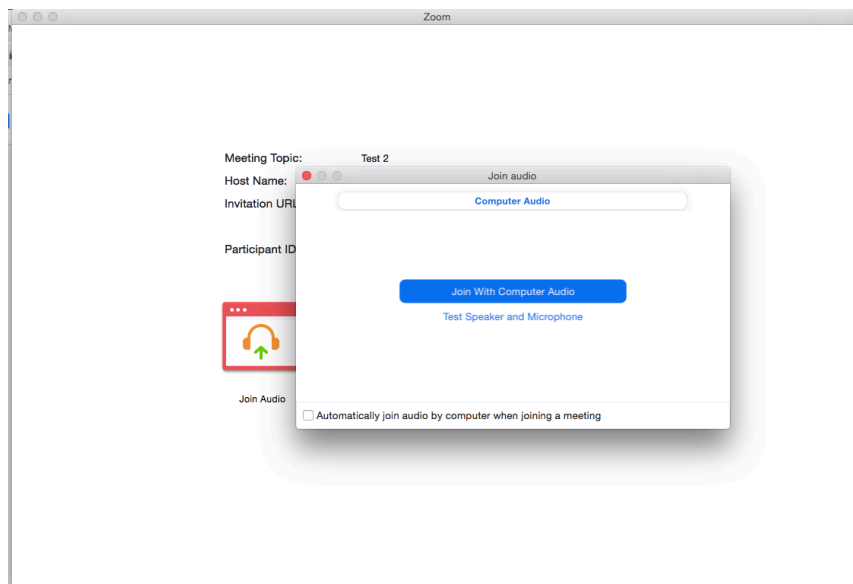 Zoom
Meeting Topic: Test 2
Host Name:
Invitation URL
Participant ID
Join audio
Computer Audio
Join With Computer Audio
Test Speaker and Microphone
Automatically join audio by computer when joining a meeting
Join Audio